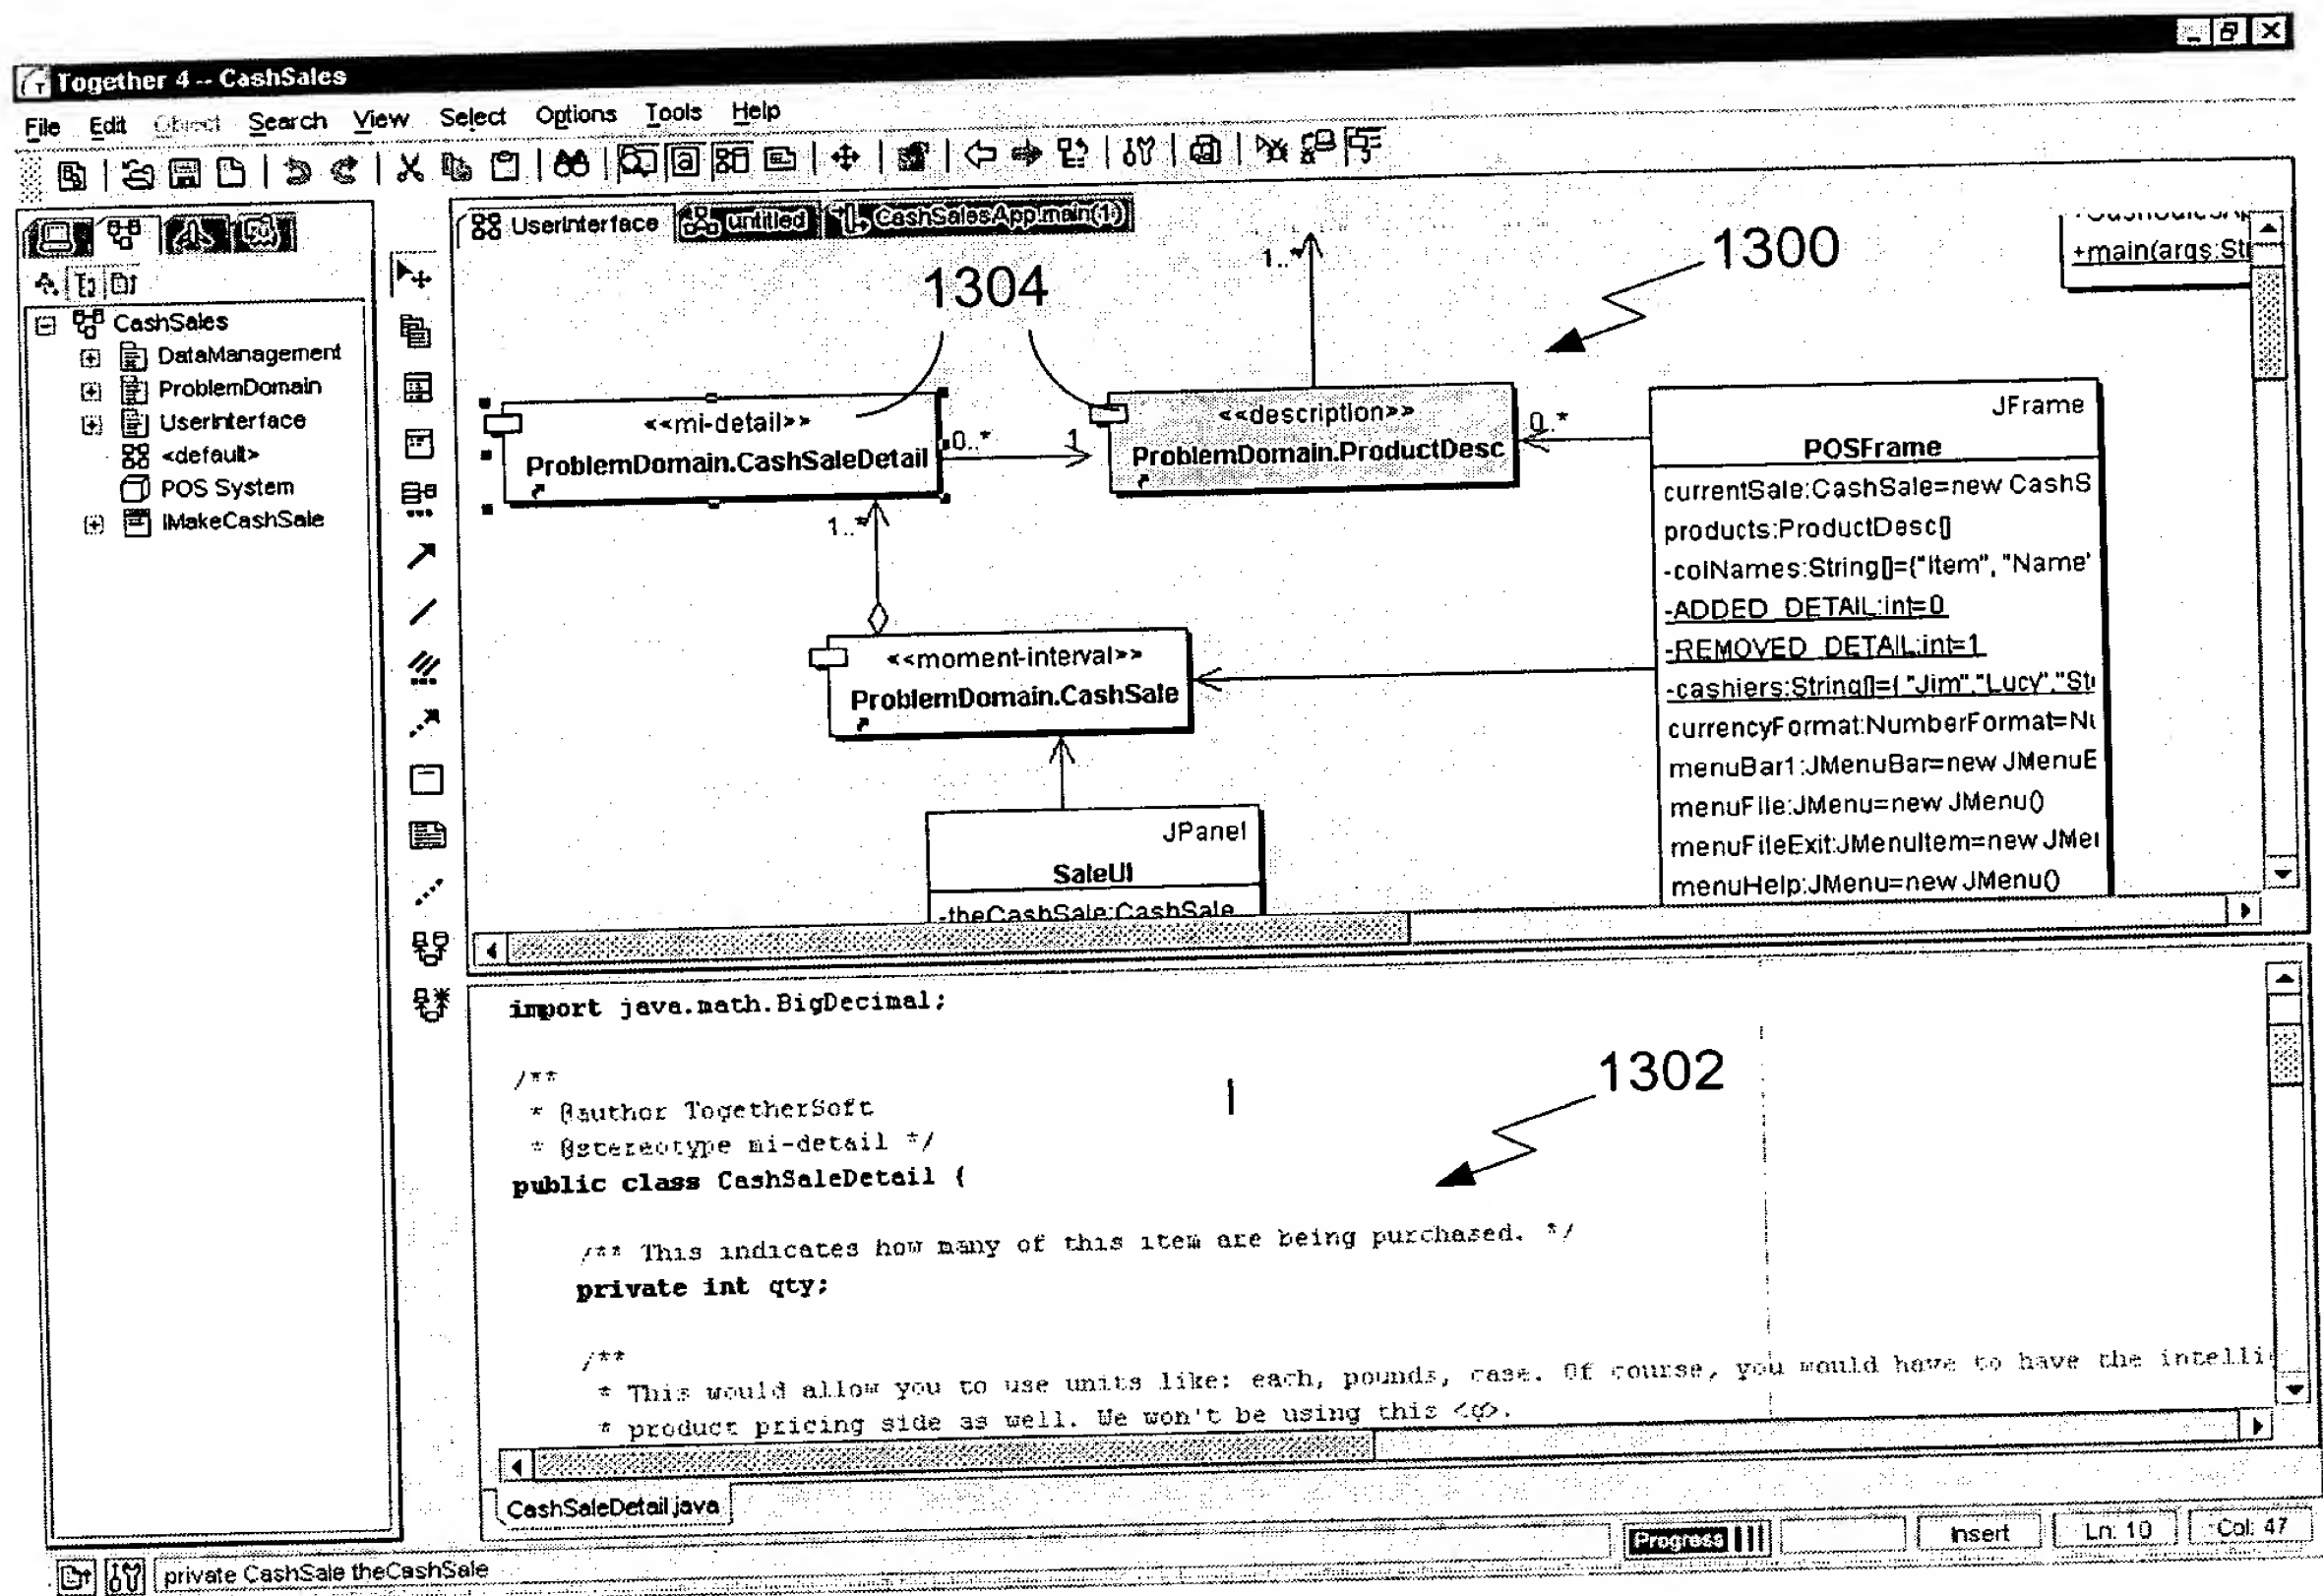 Together 4 -- CashSales
File Edit Object Search View Select Options Tools Help
UserInterface untitled CashSalesApp.main(1)
CashSales
DataManagement
ProblemDomain
UserInterface
<default>
POS System
IMakeCashSale
1304
1..*
1300
+main(args:St
<<mi-detail>>
ProblemDomain.CashSaleDetail
0..*
1
<<description>>
ProblemDomain.ProductDesc
0..*
1..*
<<moment-interval>>
ProblemDomain.CashSale
JPanel
SaleUI
-theCashSale:CashSale
JFrame
POSFrame
currentSale:CashSale=new CashS
products:ProductDesc[]
-colNames:String[]={"Item", "Name"
-ADDED_DETAIL:int=0
-REMOVED_DETAIL:int=1
-cashiers:String[]={ "Jim","Lucy","St
currencyFormat:NumberFormat=Nu
menuBar1:JMenuBar=new JMenuB
menuFile:JMenu=new JMenu()
menuFileExit:JMenuItem=new JMe
menuHelp:JMenu=new JMenu()
import java.math.BigDecimal;
1302
/**
* @author TogetherSoft
* @stereotype mi-detail */
public class CashSaleDetail {
/** This indicates how many of this item are being purchased. */
private int qty;
/**
* This would allow you to use units like: each, pounds, case. Of course, you would have to have the intelli
* product pricing side as well. We won't be using this <g>.
CashSaleDetail.java
Progress Insert Ln: 10 Col: 47
private CashSale theCashSale